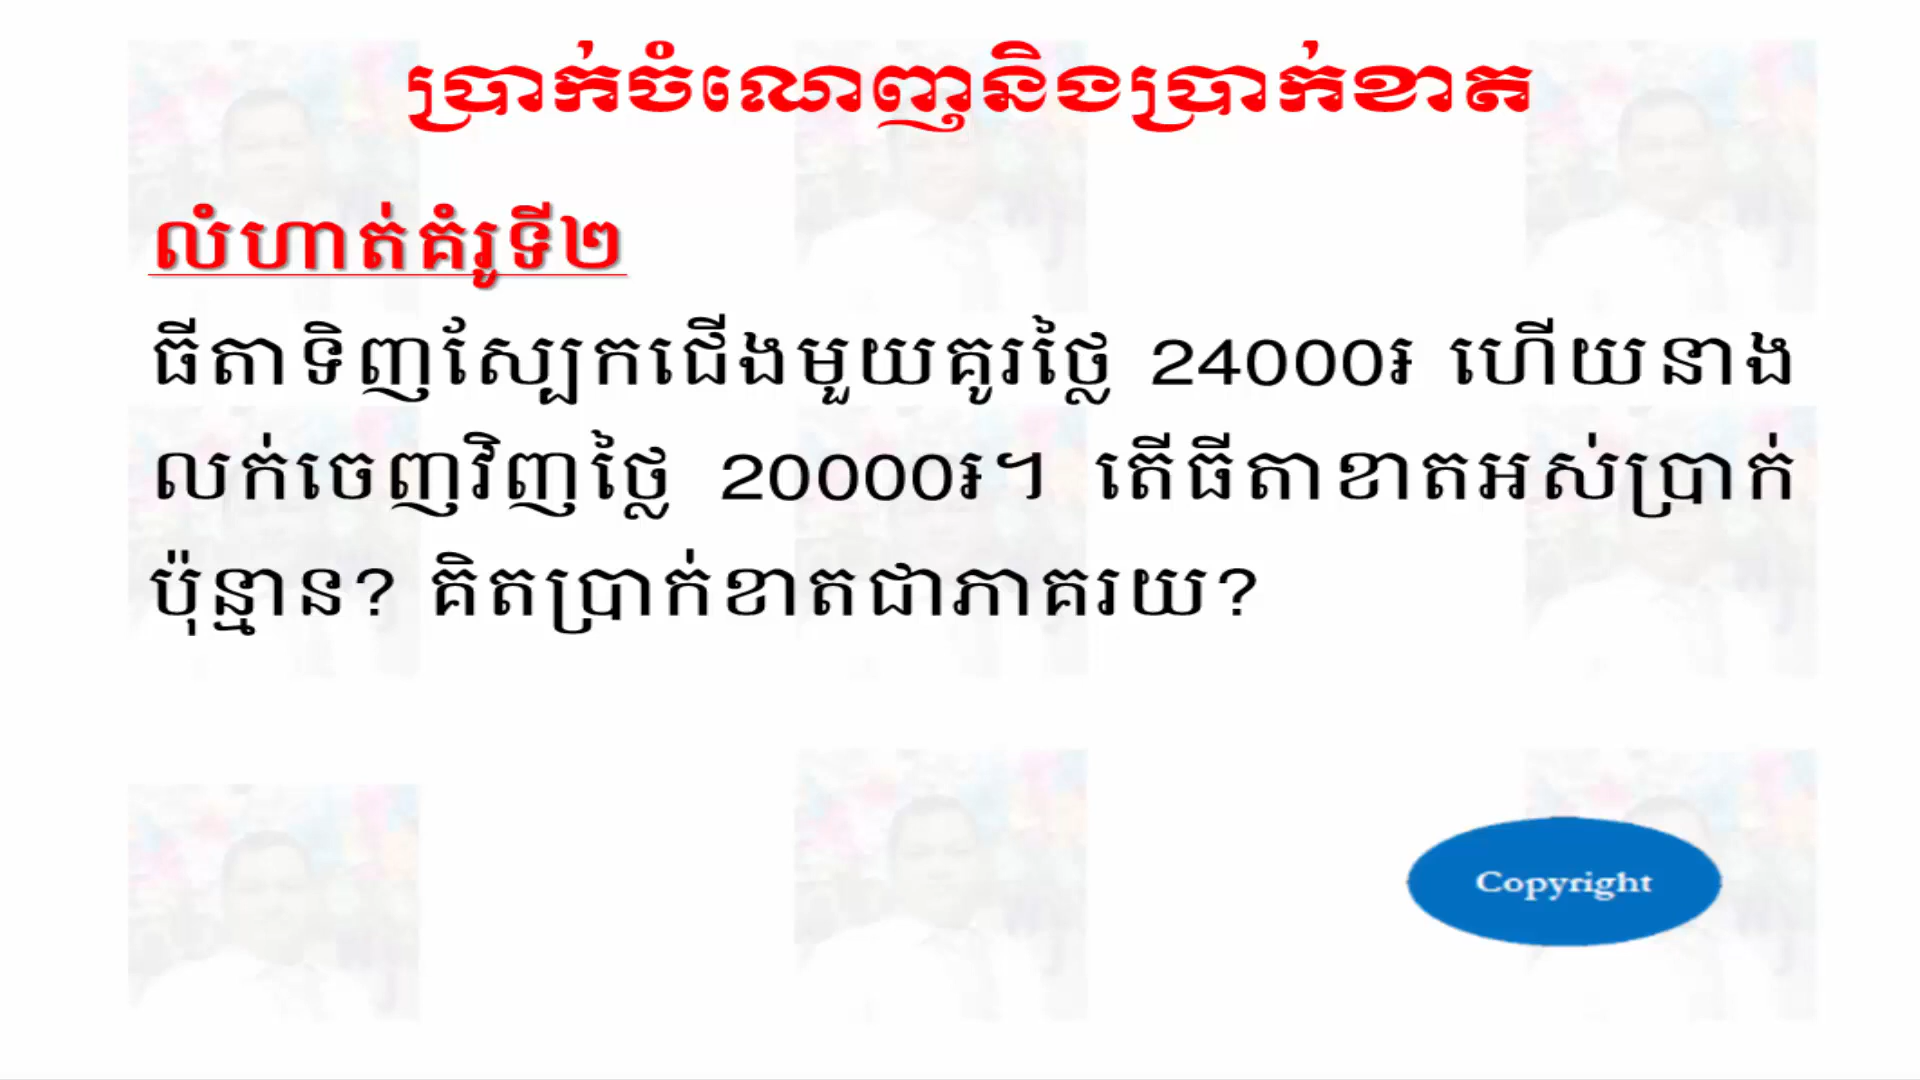 ប្រាក់ចំណេញនិងប្រាក់ខាត
លំហាត់គំរូទី២
ធីតាទិញស្បែកជើងមួយគូរថ្លៃ 24000៛ ហើយនាង
លក់ចេញវិញថ្លៃ 20000៛។ តើធីតាខាតអស់ប្រាក់
ប៉ុន្មាន? គិតប្រាក់ខាតជាភាគរយ?
Copyright